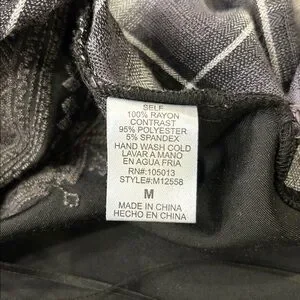 SELF
100% RAYON
CONTRAST
95% POLYESTER
5% SPANDEX
HAND WASH COLD
LAVAR A MANO
EN AGUA FRIA
RN#:105013
STYLE#:M12558
M
MADE IN CHINA
HECHO EN CHINA